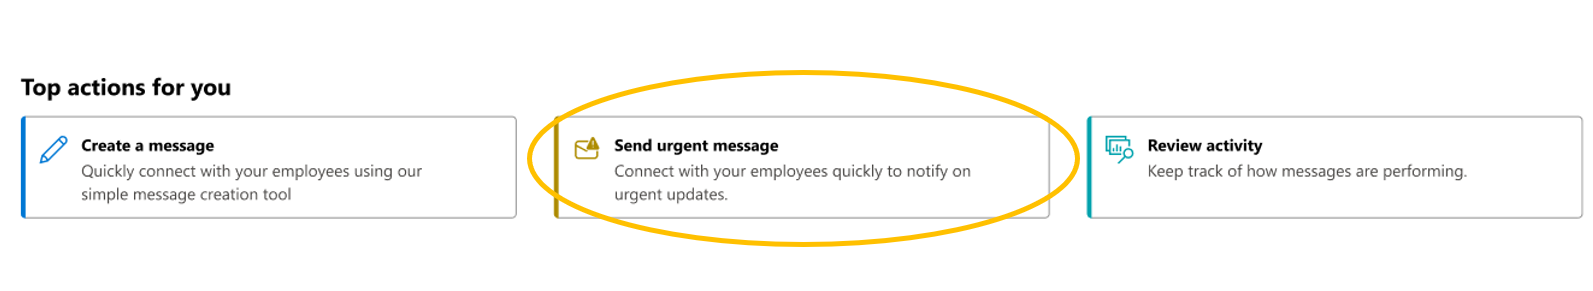 Top actions for you
Create a message
Quickly connect with your employees using our
simple message creation tool
Send urgent message
Connect with your employees quickly to notify on
urgent updates.
Review activity
Keep track of how messages are performing.